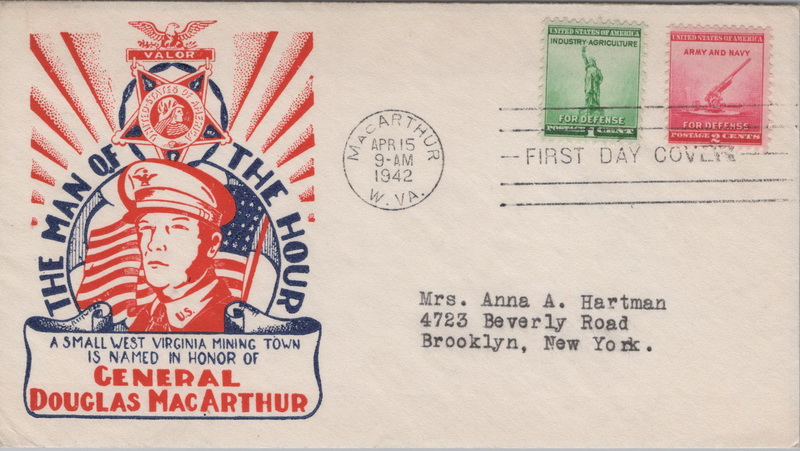 VALOR
UNITED STATES OF AMERICA
THE MAN OF THE HOUR
U.S.
A SMALL WEST VIRGINIA MINING TOWN
IS NAMED IN HONOR OF
GENERAL
DOUGLAS MACARTHUR
MACARTHUR
APR 15
9-AM
1942
W. VA.
UNITED STATES OF AMERICA
INDUSTRY-AGRICULTURE
FOR DEFENSE
POSTAGE 1 CENT
UNITED STATES OF AMERICA
ARMY AND NAVY
FOR DEFENSE
POSTAGE 2 CENTS
FIRST DAY COVER
Mrs. Anna A. Hartman
4723 Beverly Road
Brooklyn, New York.